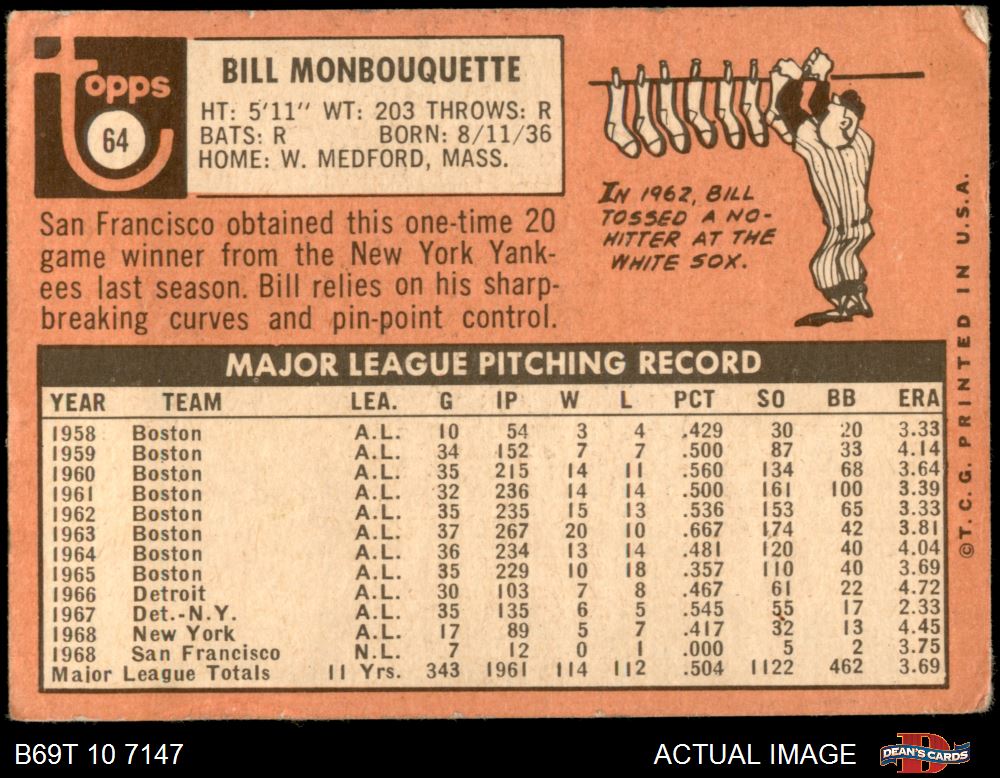 Topps
64
BILL MONBOUQUETTE
HT: 5'11" WT: 203 THROWS: R
BATS: R BORN: 8/11/36
HOME: W. MEDFORD, MASS.
San Francisco obtained this one-time 20
game winner from the New York Yank-
ees last season. Bill relies on his sharp-
breaking curves and pin-point control.
IN 1962, BILL
TOSSED A NO-
HITTER AT THE
WHITE SOX.
MAJOR LEAGUE PITCHING RECORD
YEAR TEAM LEA. G IP W L PCT SO BB ERA
1958 Boston A.L. 10 54 3 4 .429 30 20 3.33
1959 Boston A.L. 34 152 7 7 .500 87 33 4.14
1960 Boston A.L. 35 215 14 11 .560 134 68 3.64
1961 Boston A.L. 32 236 14 14 .500 161 100 3.39
1962 Boston A.L. 35 235 15 13 .536 153 65 3.33
1963 Boston A.L. 37 267 20 10 .667 174 42 3.81
1964 Boston A.L. 36 234 13 14 .481 120 40 4.04
1965 Boston A.L. 35 229 10 18 .357 110 40 3.69
1966 Detroit A.L. 30 103 7 8 .467 61 22 4.72
1967 Det.-N.Y. A.L. 35 135 6 5 .545 55 17 2.33
1968 New York A.L. 17 89 5 7 .417 32 13 4.45
1968 San Francisco N.L. 7 12 0 1 .000 5 2 3.75
Major League Totals 11 Yrs. 343 1961 114 112 .504 1122 462 3.69
©T.C.G. PRINTED IN U.S.A.
B69T 10 7147
ACTUAL IMAGE
DEAN'S CARDS